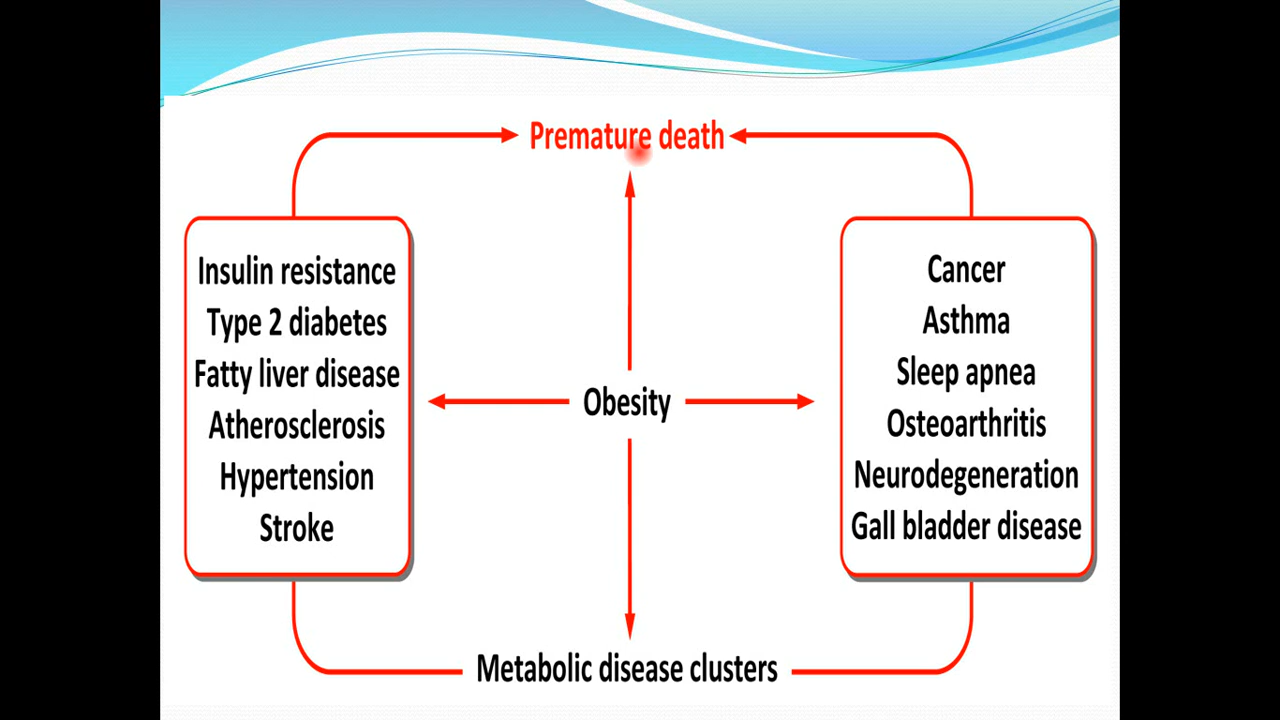 Premature death
Insulin resistance
Type 2 diabetes
Fatty liver disease
Atherosclerosis
Hypertension
Stroke
Obesity
Cancer
Asthma
Sleep apnea
Osteoarthritis
Neurodegeneration
Gall bladder disease
Metabolic disease clusters